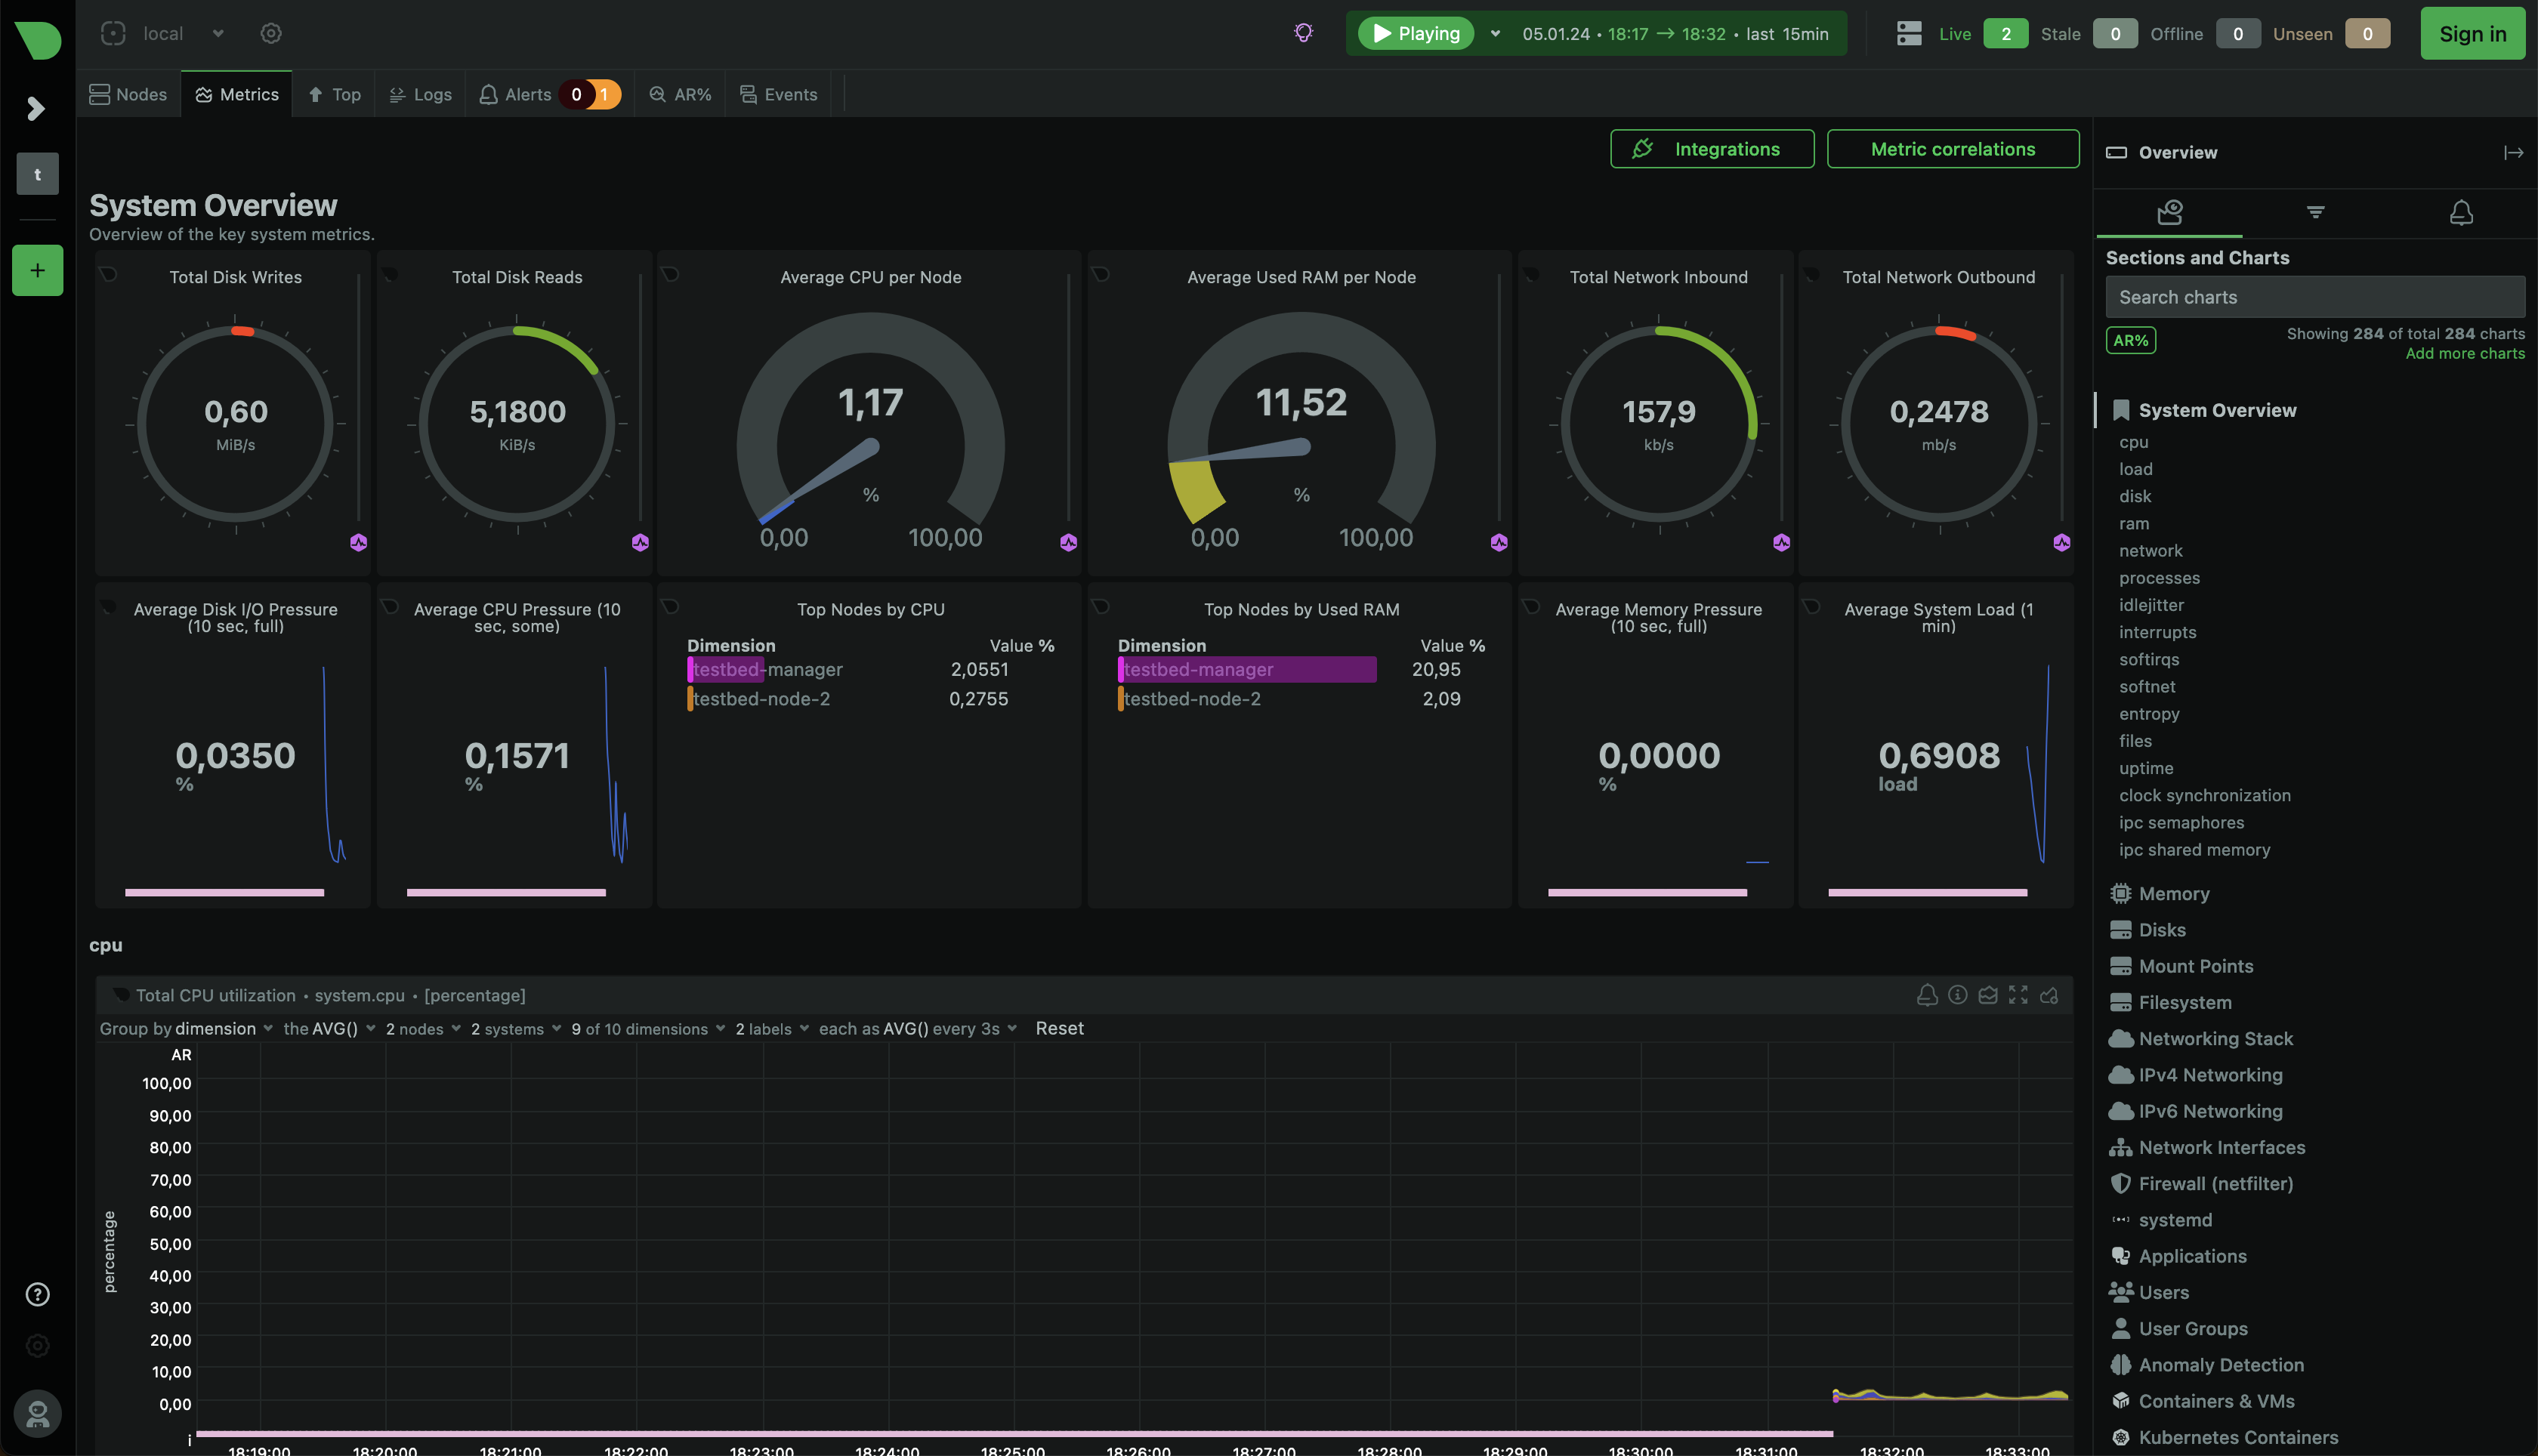 local
Playing 05.01.24 • 18:17 → 18:32 • last 15min
Live 2 Stale 0 Offline 0 Unseen 0
Sign in
Nodes Metrics Top Logs Alerts 0 1 AR% Events
t
+
Integrations Metric correlations
System Overview
Overview of the key system metrics.
Total Disk Writes
0,60
MiB/s
Total Disk Reads
5,1800
KiB/s
Average CPU per Node
1,17
%
0,00 100,00
Average Used RAM per Node
11,52
%
0,00 100,00
Total Network Inbound
157,9
kb/s
Total Network Outbound
0,2478
mb/s
Average Disk I/O Pressure
(10 sec, full)
0,0350
%
Average CPU Pressure (10
sec, some)
0,1571
%
Top Nodes by CPU
Dimension Value %
testbed-manager 2,0551
testbed-node-2 0,2755
Top Nodes by Used RAM
Dimension Value %
testbed-manager 20,95
testbed-node-2 2,09
Average Memory Pressure
(10 sec, full)
0,0000
%
Average System Load (1
min)
0,6908
load
cpu
Total CPU utilization • system.cpu • [percentage]
Group by dimension the AVG() 2 nodes 2 systems 9 of 10 dimensions 2 labels each as AVG() every 3s Reset
AR
100,00
90,00
80,00
70,00
60,00
50,00
40,00
30,00
20,00
10,00
0,00
i
percentage
18:19:00 18:20:00 18:21:00 18:22:00 18:23:00 18:24:00 18:25:00 18:26:00 18:27:00 18:28:00 18:29:00 18:30:00 18:31:00 18:32:00 18:33:00
Overview
Sections and Charts
Search charts
AR%
Showing 284 of total 284 charts
Add more charts
System Overview
cpu
load
disk
ram
network
processes
idlejitter
interrupts
softirqs
softnet
entropy
files
uptime
clock synchronization
ipc semaphores
ipc shared memory
Memory
Disks
Mount Points
Filesystem
Networking Stack
IPv4 Networking
IPv6 Networking
Network Interfaces
Firewall (netfilter)
systemd
Applications
Users
User Groups
Anomaly Detection
Containers & VMs
Kubernetes Containers